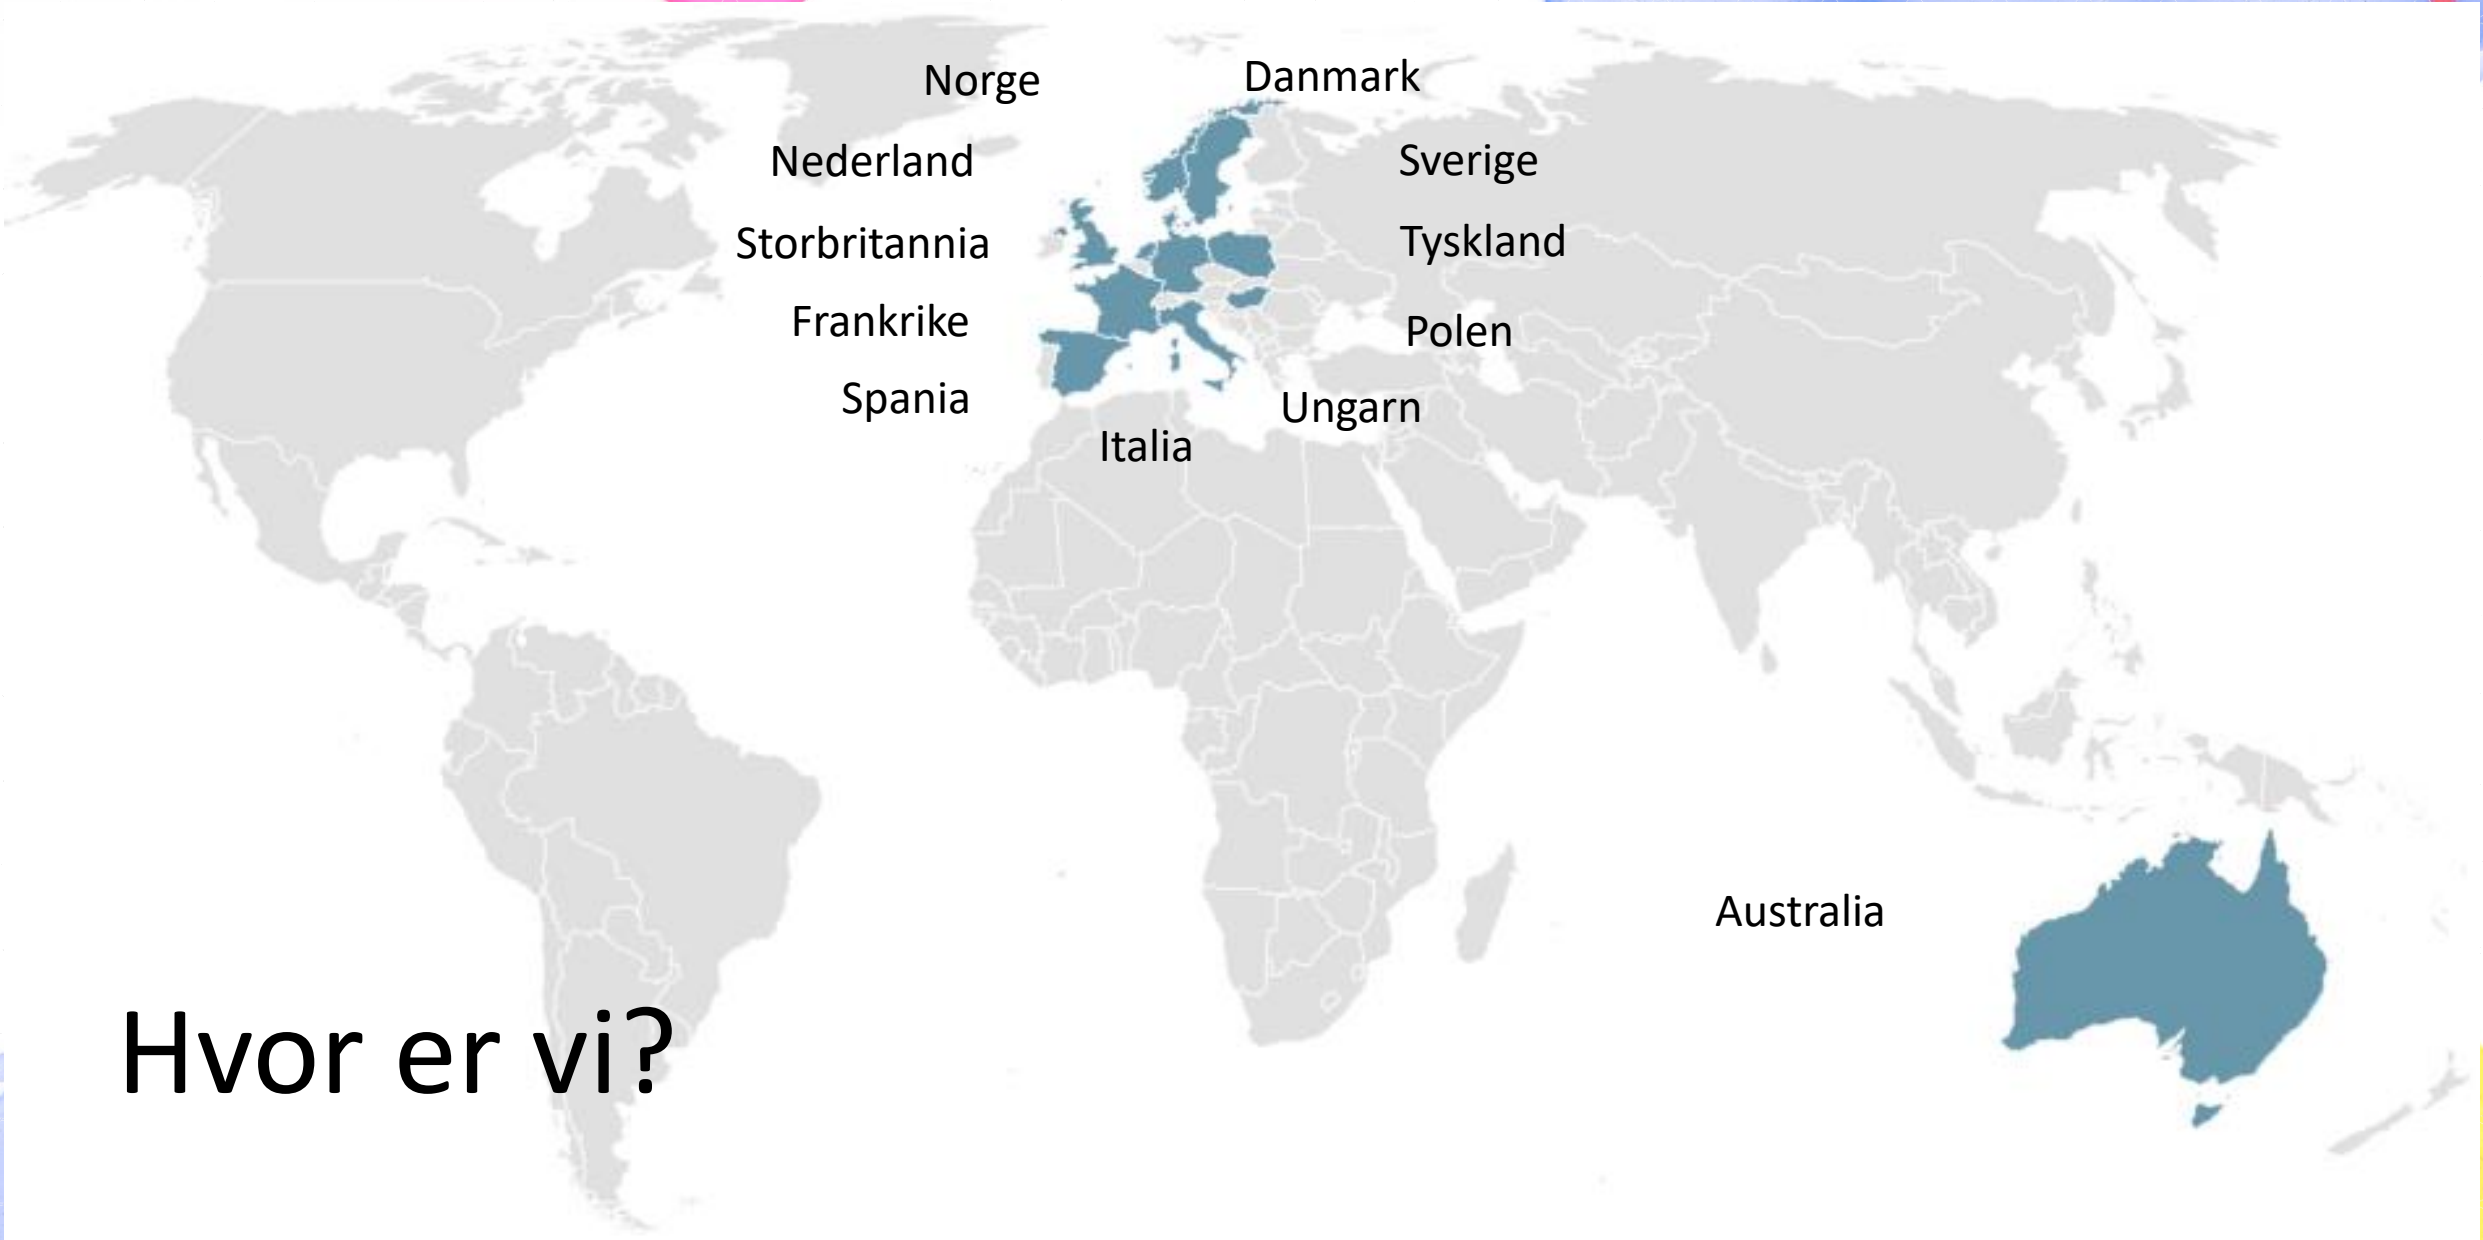 Norge
Danmark
Nederland
Sverige
Storbritannia
Tyskland
Frankrike
Polen
Spania
Ungarn
Italia
Australia
Hvor er vi?